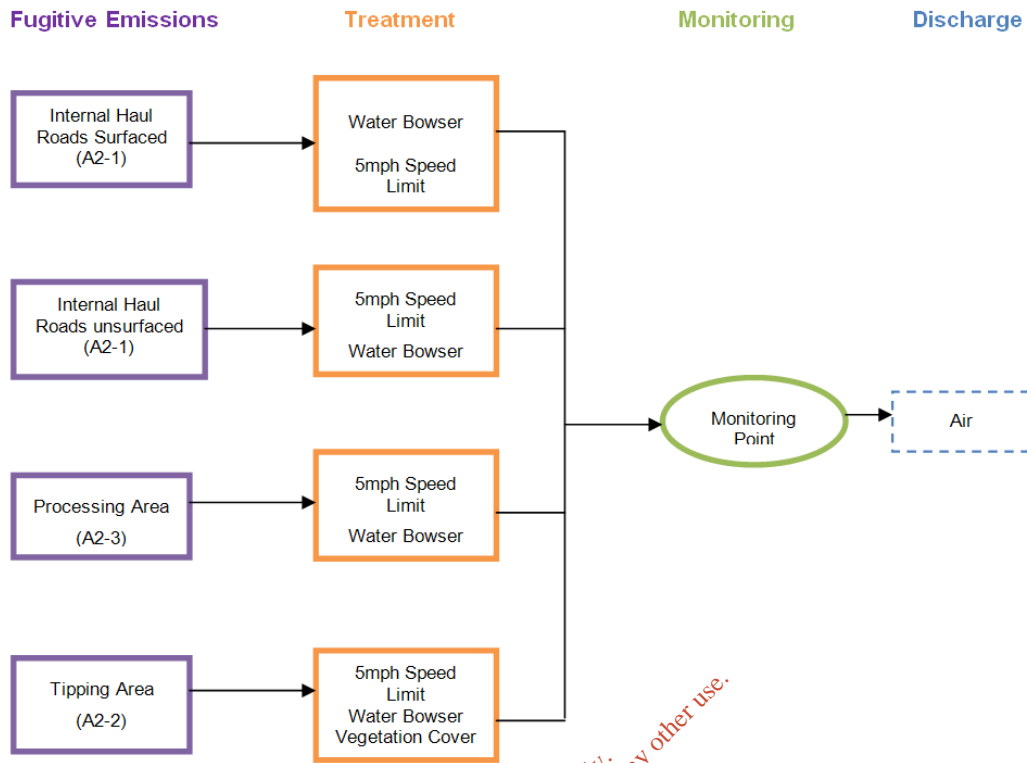 Fugitive Emissions
Treatment
Monitoring
Discharge
Internal Haul
Roads Surfaced
(A2-1)
Water Bowser
5mph Speed
Limit
Internal Haul
Roads unsurfaced
(A2-1)
5mph Speed
Limit
Water Bowser
Processing Area
(A2-3)
5mph Speed
Limit
Water Bowser
Tipping Area
(A2-2)
5mph Speed
Limit
Water Bowser
Vegetation Cover
Monitoring
Point
Air
other use.